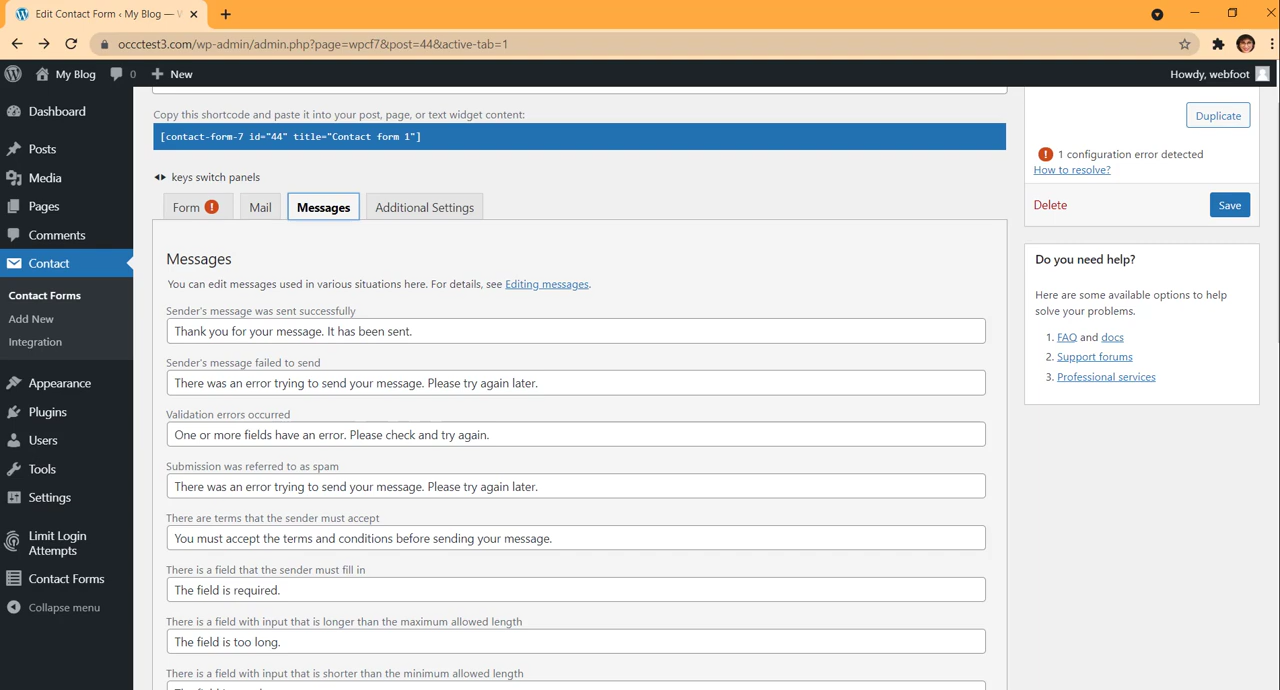 Edit Contact Form ‹ My Blog —
occctest3.com/wp-admin/admin.php?page=wpcf7&post=44&active-tab=1
My Blog 0 New Howdy, webfoot
Dashboard
Posts
Media
Pages
Comments
Contact
Contact Forms
Add New
Integration
Appearance
Plugins
Users
Tools
Settings
Limit Login
Attempts
Contact Forms
Collapse menu
Copy this shortcode and paste it into your post, page, or text widget content:
[contact-form-7 id="44" title="Contact form 1"]
keys switch panels
Form ! Mail Messages Additional Settings
Messages
You can edit messages used in various situations here. For details, see Editing messages.
Sender's message was sent successfully
Thank you for your message. It has been sent.
Sender's message failed to send
There was an error trying to send your message. Please try again later.
Validation errors occurred
One or more fields have an error. Please check and try again.
Submission was referred to as spam
There was an error trying to send your message. Please try again later.
There are terms that the sender must accept
You must accept the terms and conditions before sending your message.
There is a field that the sender must fill in
The field is required.
There is a field with input that is longer than the maximum allowed length
The field is too long.
There is a field with input that is shorter than the minimum allowed length
Duplicate
! 1 configuration error detected
How to resolve?
Delete Save
Do you need help?
Here are some available options to help
solve your problems.
1. FAQ and docs
2. Support forums
3. Professional services